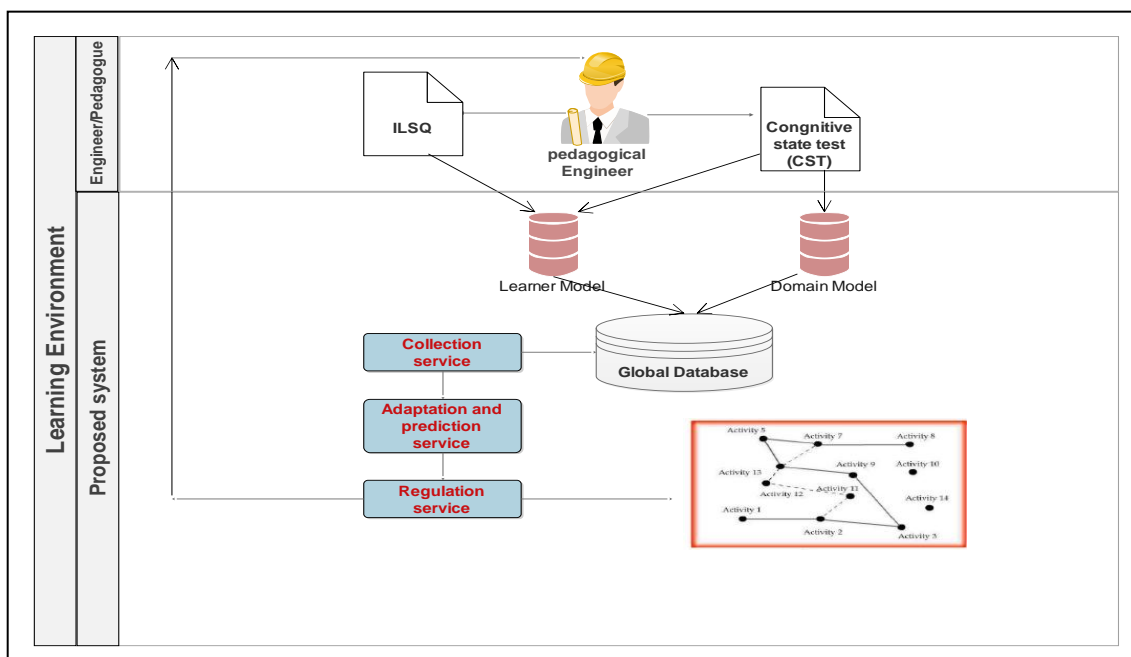 Learning Environment
Engineer/Pedagogue
Proposed system
ILSQ
pedagogical
Engineer
Congnitive
state test
(CST)
Learner Model
Domain Model
Global Database
Collection
service
Adaptation and
prediction
service
Regulation
service
Activity 5
Activity 7
Activity 8
Activity 13
Activity 9
Activity 10
Activity 12
Activity 11
Activity 14
Activity 1
Activity 2
Activity 3